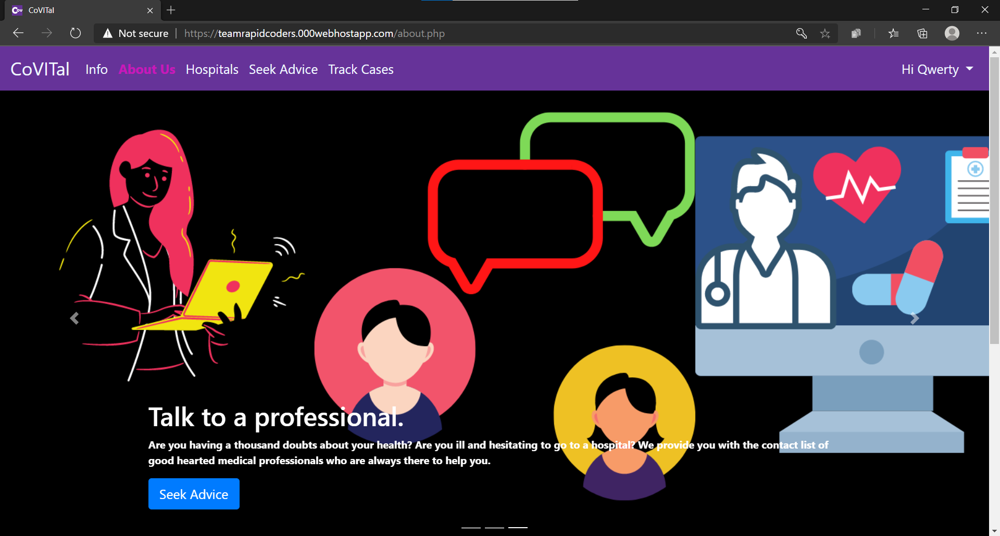 Cov CoVITal
Not secure https://teamrapidcoders.000webhostapp.com/about.php
CoVITal Info About Us Hospitals Seek Advice Track Cases Hi Qwerty
Talk to a professional.
Are you having a thousand doubts about your health? Are you ill and hesitating to go to a hospital? We provide you with the contact list of
good hearted medical professionals who are always there to help you.
Seek Advice